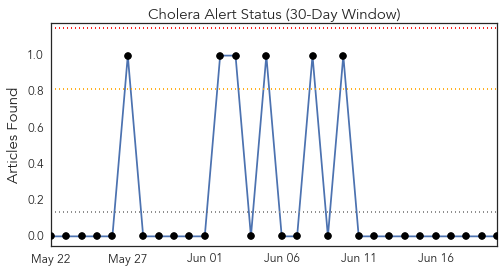 Cholera Alert Status (30-Day Window)
Articles Found
1.0
0.8
0.6
0.4
0.2
0.0
May 22 May 27 Jun 01 Jun 06 Jun 11 Jun 16